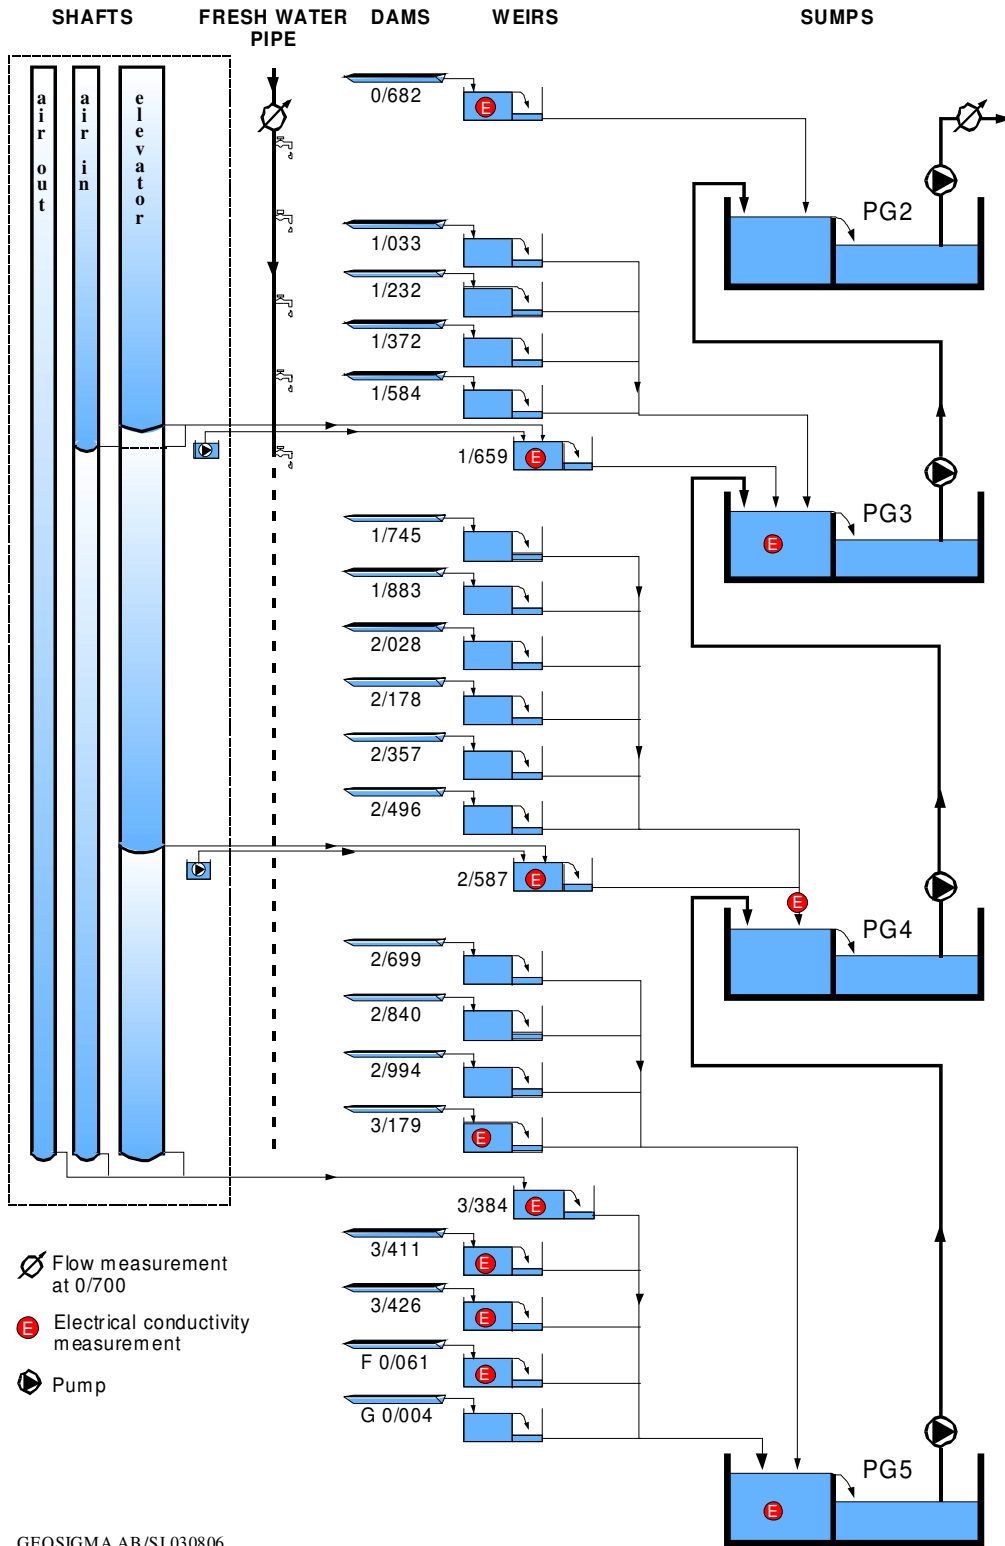 SHAFTS
FRESH WATER
PIPE
DAMS
WEIRS
SUMPS
air out
air in
elevator
0/682
E
1/033
1/232
1/372
1/584
1/659
E
PG2
PG3
E
1/745
1/883
2/028
2/178
2/357
2/496
2/587
E
E
PG4
2/699
2/840
2/994
3/179
E
3/384
E
3/411
E
3/426
E
F 0/061
E
G 0/004
PG5
E
Flow measurement
at 0/700
E Electrical conductivity
measurement
Pump
GEOSIGMA AB/SI 030806